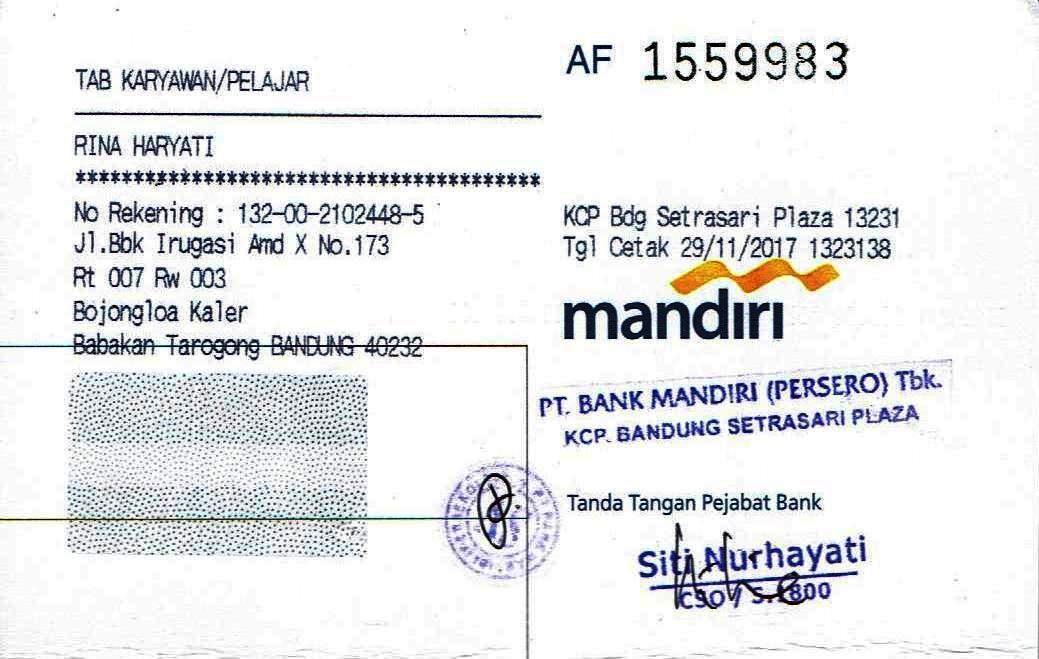 TAB KARYAWAN/PELAJAR
AF 1559983
RINA HARYATI
****************************************
No Rekening : 132-00-2102448-5
Jl.Bbk Irugasi Amd X No.173
Rt 007 Rw 003
Bojongloa Kaler
Babakan Tarogong BANDUNG 40232
KCP Bdg Setrasari Plaza 13231
Tgl Cetak 29/11/2017 1323138
mandiri
PT. BANK MANDIRI (PERSERO) Tbk.
KCP. BANDUNG SETRASARI PLAZA
Tanda Tangan Pejabat Bank
Siti Nurhayati
CSO /